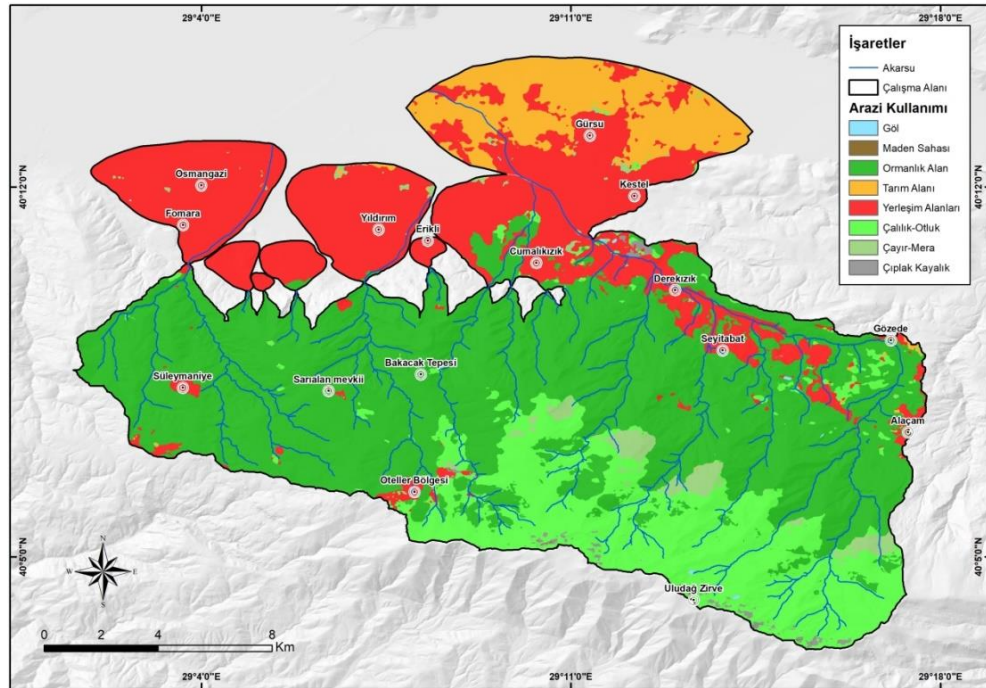 29°4'0"E
29°11'0"E
29°18'0"E
İşaretler
Akarsu
Çalışma Alanı
Arazi Kullanımı
Göl
Maden Sahası
Ormanlık Alan
Tarım Alanı
Yerleşim Alanları
Çalılık-Otluk
Çayır-Mera
Çıplak Kayalık
40°12'0"N
40°12'0"N
Gürsu
Osmangazi
Kestel
Fomara
Yıldırım
Erikli
Cumalıkızık
Derekızık
Gözede
Seyitabat
Bakacak Tepesi
Süleymaniye
Sarıalan mevkii
Alaçam
Oteller Bölgesi
40°5'0"N
40°5'0"N
N
W
E
S
Uludağ Zirve
0
2
4
8
Km
29°4'0"E
29°11'0"E
29°18'0"E